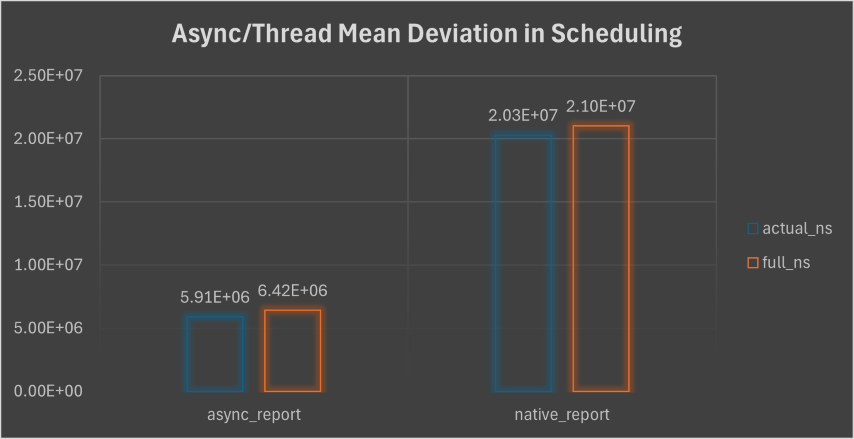 Async/Thread Mean Deviation in Scheduling
2.50E+07
2.00E+07
1.50E+07
1.00E+07
5.00E+06
0.00E+00
5.91E+06
6.42E+06
2.03E+07
2.10E+07
async_report
native_report
actual_ns
full_ns